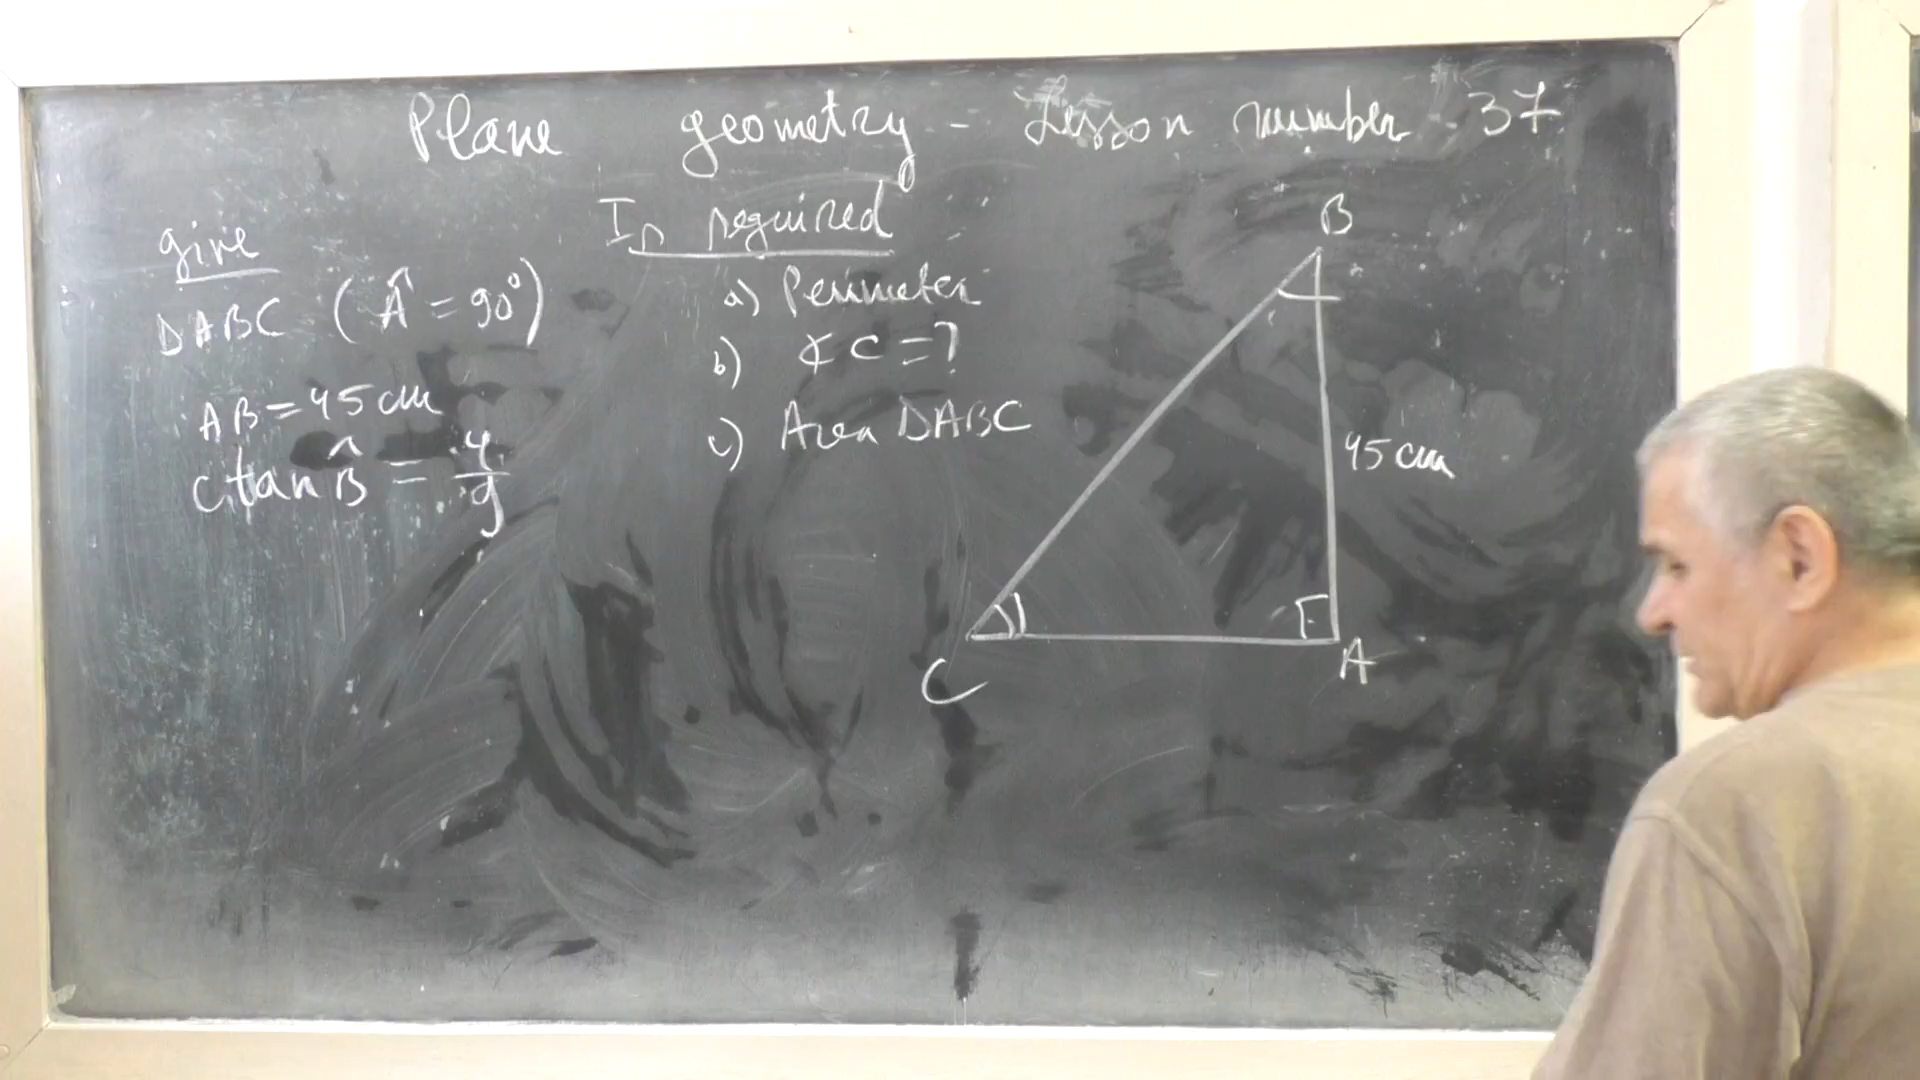 Plane geometry - Lesson number 37
give
ΔABC (Â = 90°)
AB = 45 cm
ctan B̂ = 4/9
Is required
a) Perimeter
b) ∢ C = ?
c) Area ΔABC
B
45 cm
C
A